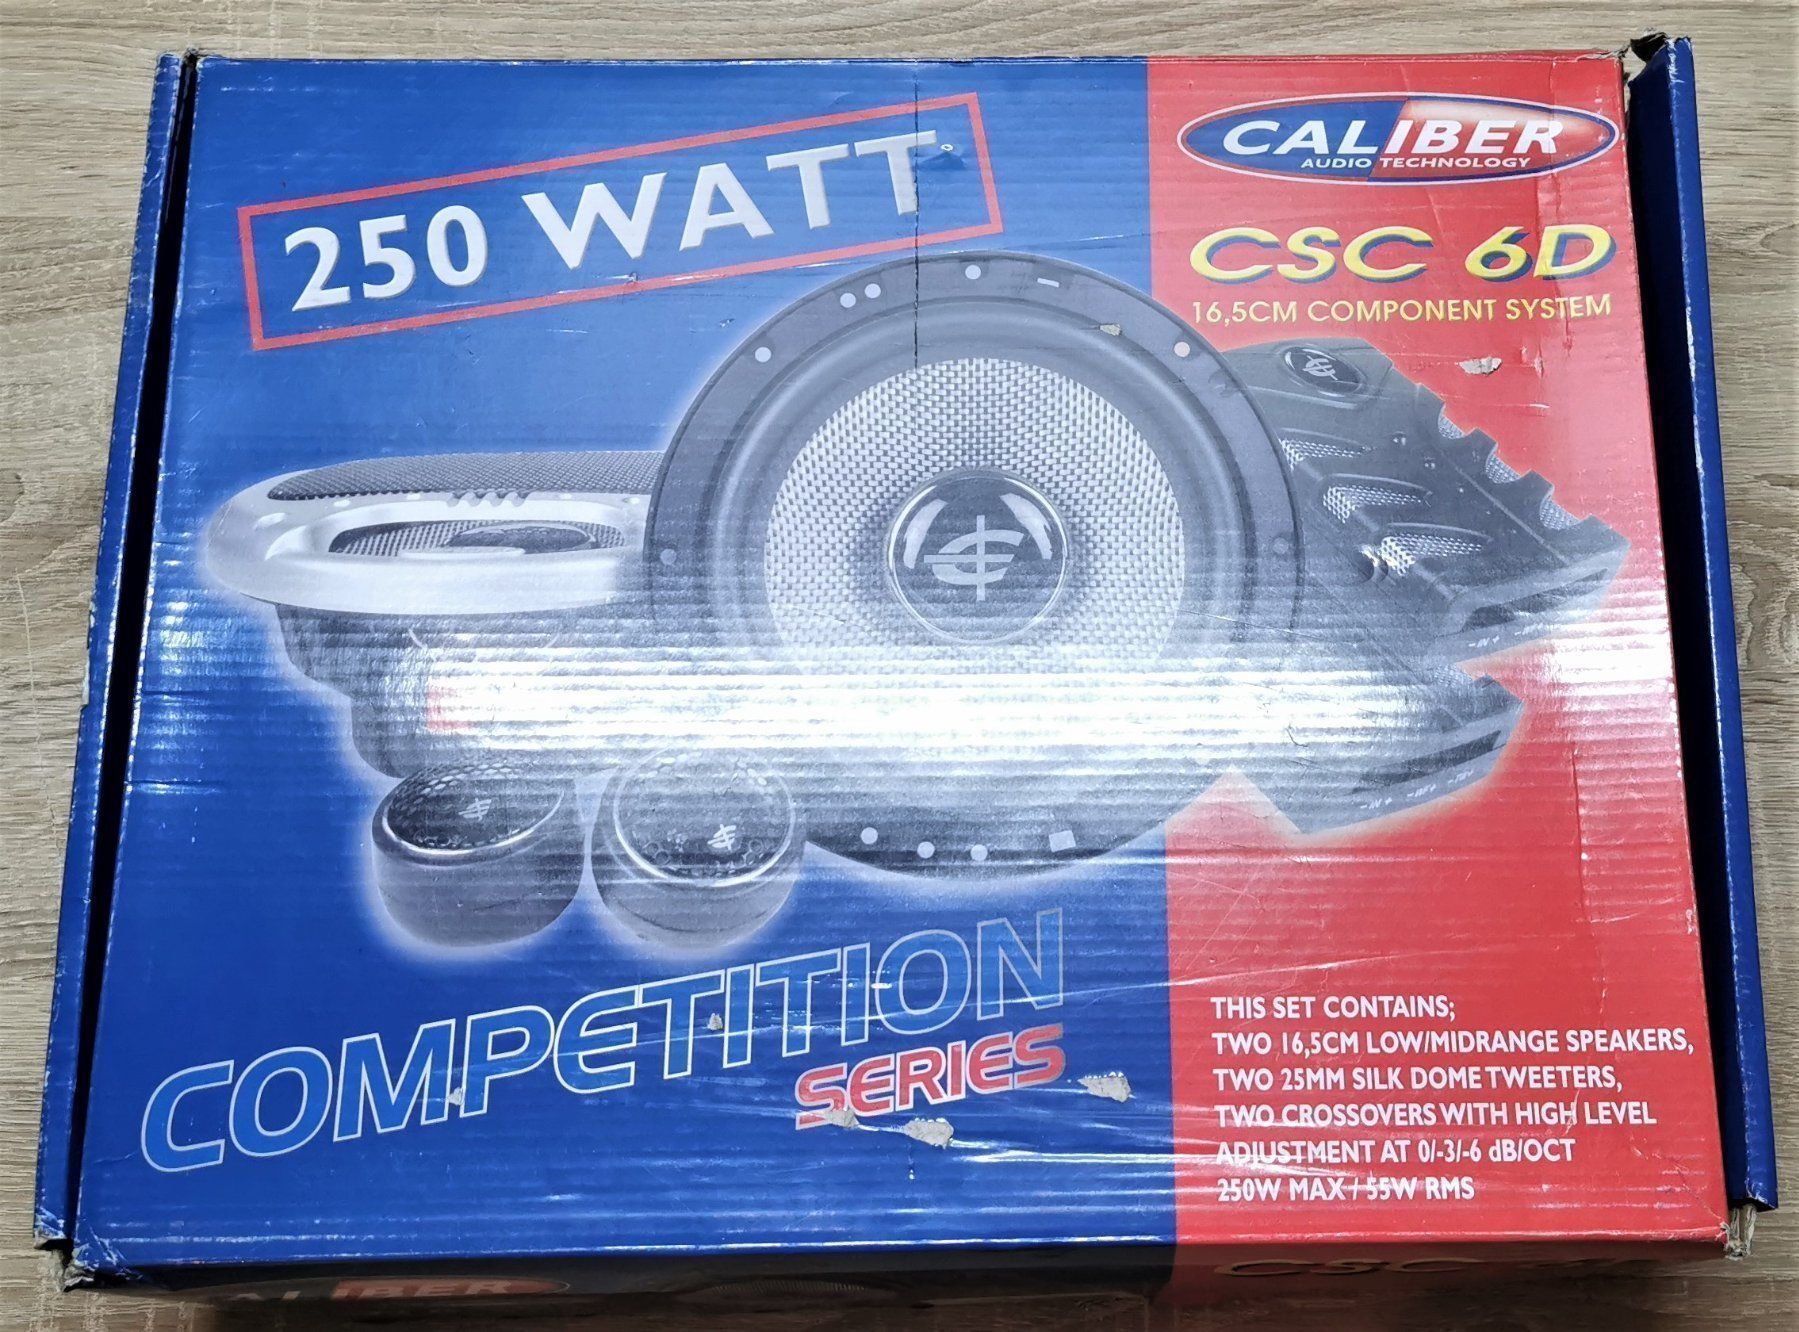 250 WATT
CALIBER
AUDIO TECHNOLOGY
CSC 6D
16,5CM COMPONENT SYSTEM
COMPETITION
SERIES
THIS SET CONTAINS;
TWO 16,5CM LOW/MIDRANGE SPEAKERS,
TWO 25MM SILK DOME TWEETERS,
TWO CROSSOVERS WITH HIGH LEVEL
ADJUSTMENT AT 0/-3/-6 dB/OCT
250W MAX / 55W RMS
CALIBER
CSC